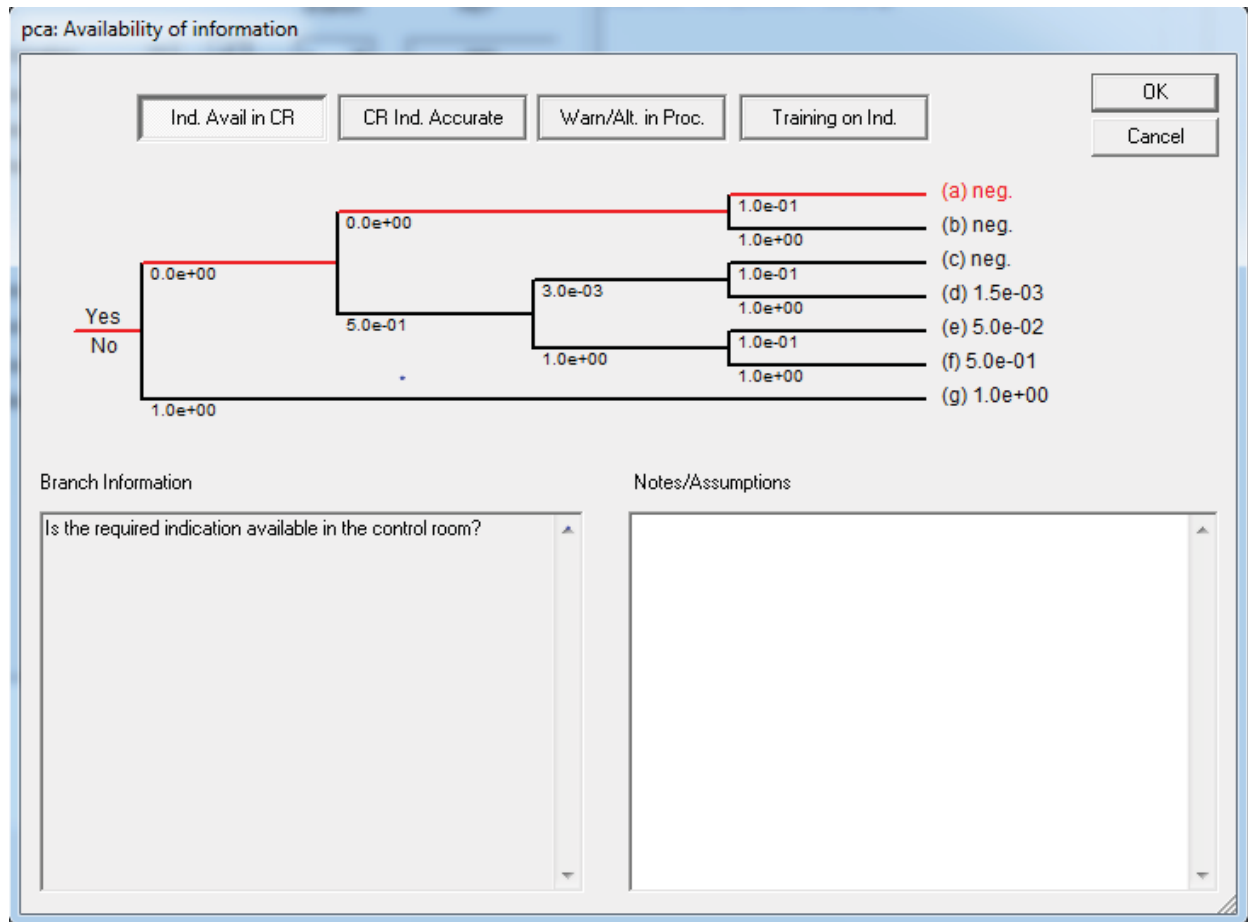 pca: Availability of information
OK
Cancel
Ind. Avail in CR
CR Ind. Accurate
Warn/Alt. in Proc.
Training on Ind.
Yes
No
0.0e+00
1.0e+00
0.0e+00
5.0e-01
3.0e-03
1.0e+00
1.0e-01
1.0e+00
1.0e-01
1.0e+00
1.0e-01
1.0e+00
(a) neg.
(b) neg.
(c) neg.
(d) 1.5e-03
(e) 5.0e-02
(f) 5.0e-01
(g) 1.0e+00
Branch Information
Is the required indication available in the control room?
Notes/Assumptions